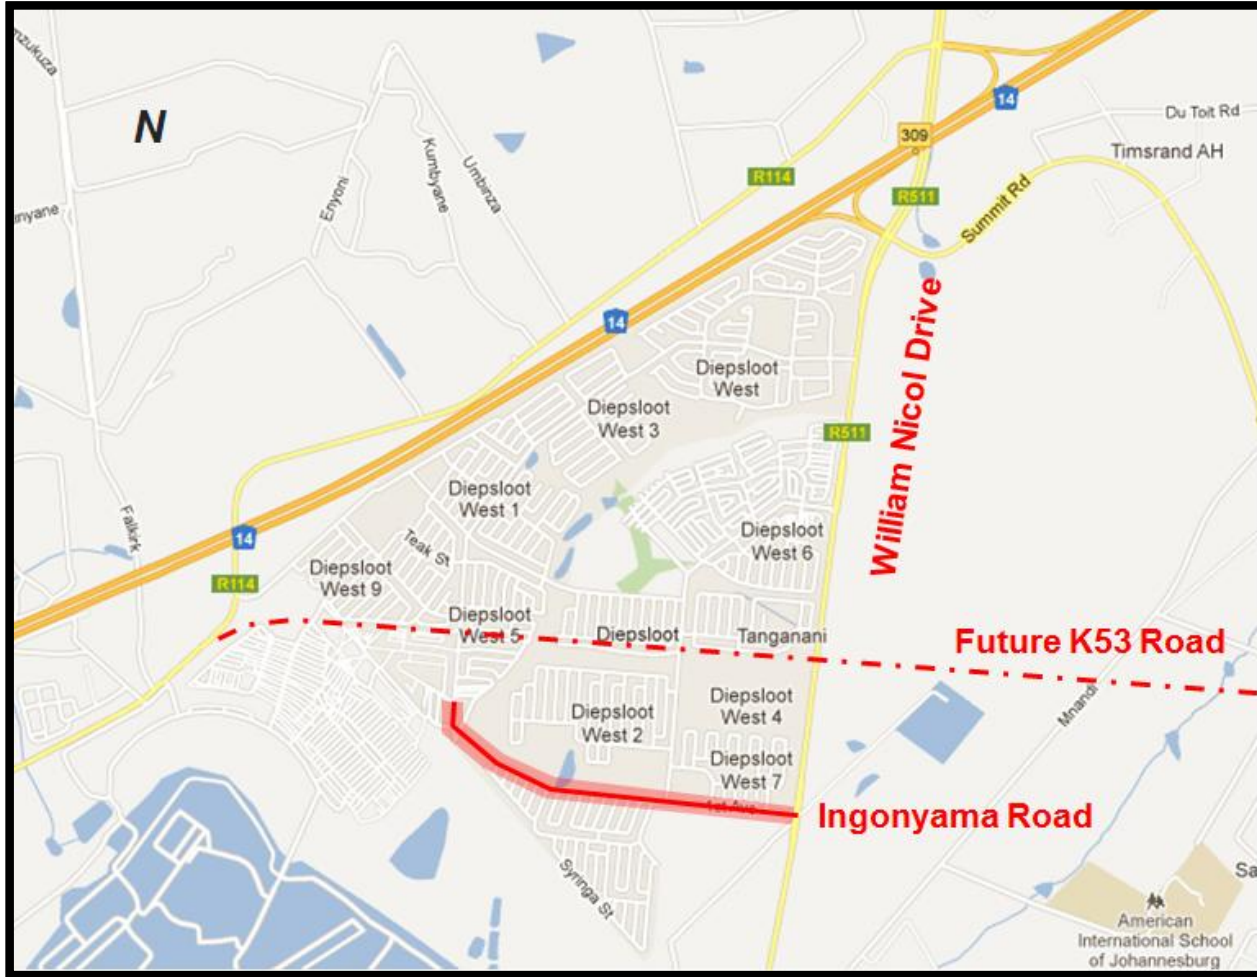 mzukuza
N
Enyoni
Kumbyane
Umbinza
R114
309
14
Du Toit Rd
Timsrand AH
R511
Summit Rd
inyane
14
William Nicol Drive
Diepsloot
West
Diepsloot
West 3
R511
Diepsloot
West 1
Falkirk
14
Teak St
Diepsloot
West 6
R114
Diepsloot
West 9
Diepsloot
West 5
Diepsloot
Tanganani
Future K53 Road
Mnandi
Diepsloot
West 2
Diepsloot
West 4
Diepsloot
West 7
1st Ave
Ingonyama Road
Syringa St
Sa
American
International School
of Johannesburg